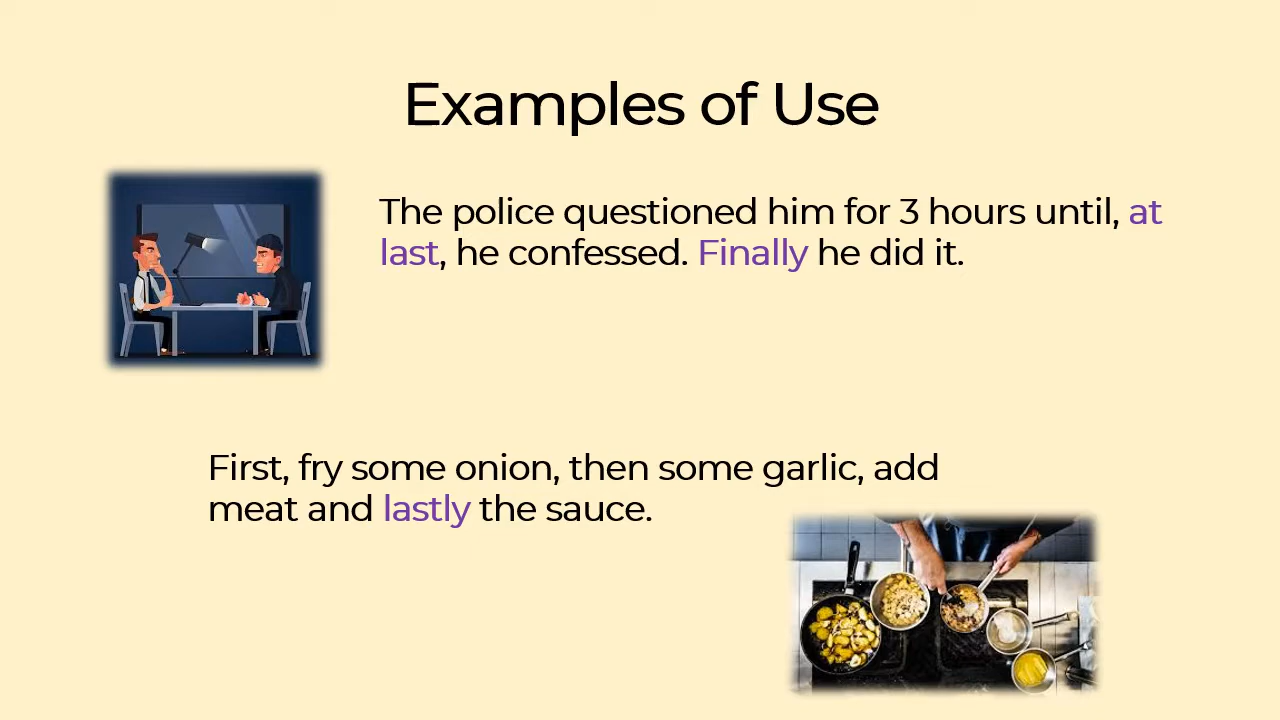 Examples of Use
The police questioned him for 3 hours until, at
last, he confessed. Finally he did it.
First, fry some onion, then some garlic, add
meat and lastly the sauce.